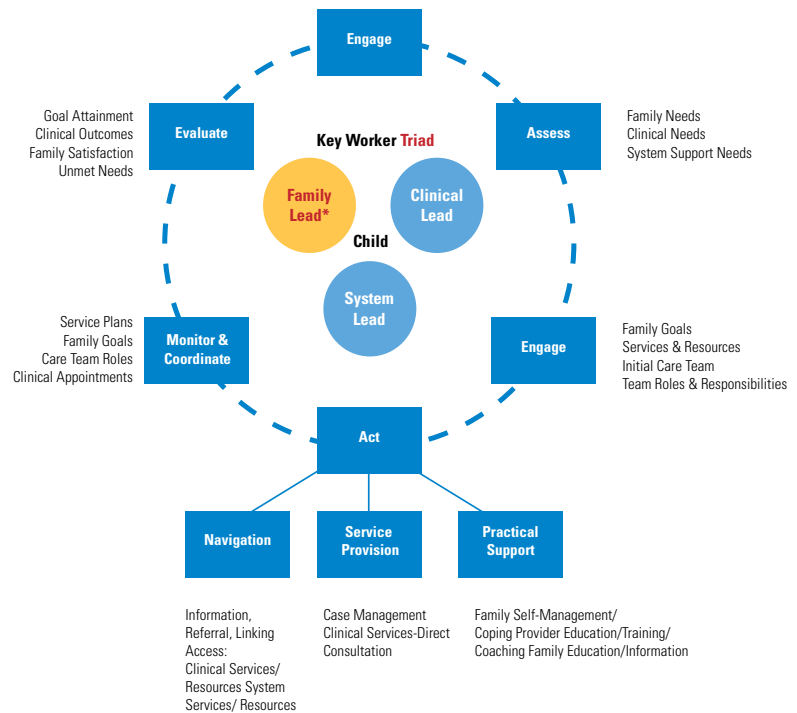 Engage
Goal Attainment
Clinical Outcomes
Family Satisfaction
Unmet Needs
Evaluate
Key Worker Triad
Assess
Family Needs
Clinical Needs
System Support Needs
Family
Lead*
Clinical
Lead
Child
System
Lead
Service Plans
Family Goals
Care Team Roles
Clinical Appointments
Monitor &
Coordinate
Engage
Family Goals
Services & Resources
Initial Care Team
Team Roles & Responsibilities
Act
Navigation
Service
Provision
Practical
Support
Information,
Referral, Linking
Access:
Clinical Services/
Resources System
Services/ Resources
Case Management
Clinical Services-Direct
Consultation
Family Self-Management/
Coping Provider Education/Training/
Coaching Family Education/Information